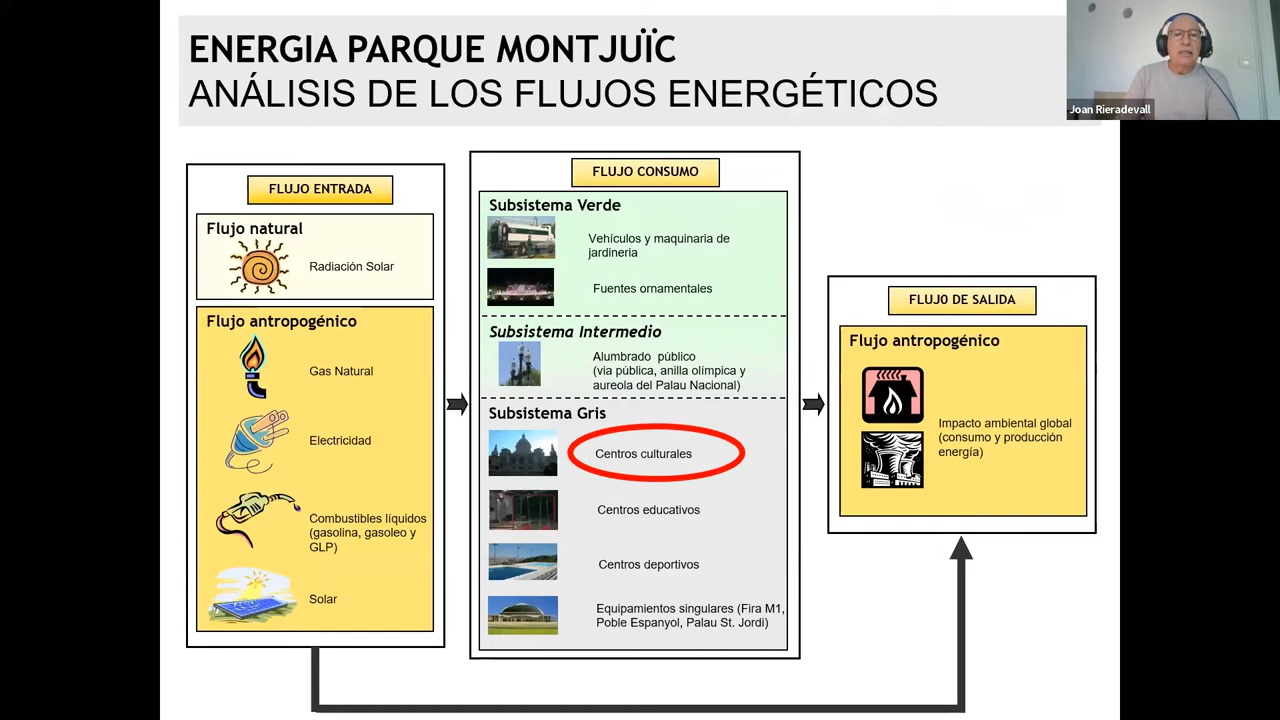 ENERGIA PARQUE MONTJUÏC
ANÁLISIS DE LOS FLUJOS ENERGÉTICOS
Joan Rieradevall
FLUJO ENTRADA
Flujo natural
Radiación Solar
Flujo antropogénico
Gas Natural
Electricidad
Combustibles líquidos
(gasolina, gasoleo y
GLP)
Solar
FLUJO CONSUMO
Subsistema Verde
Vehículos y maquinaria de
jardineria
Fuentes ornamentales
Subsistema Intermedio
Alumbrado público
(via pública, anilla olímpica y
aureola del Palau Nacional)
Subsistema Gris
Centros culturales
Centros educativos
Centros deportivos
Equipamientos singulares (Fira M1,
Poble Espanyol, Palau St. Jordi)
FLUJ0 DE SALIDA
Flujo antropogénico
Impacto ambiental global
(consumo y producción
energía)